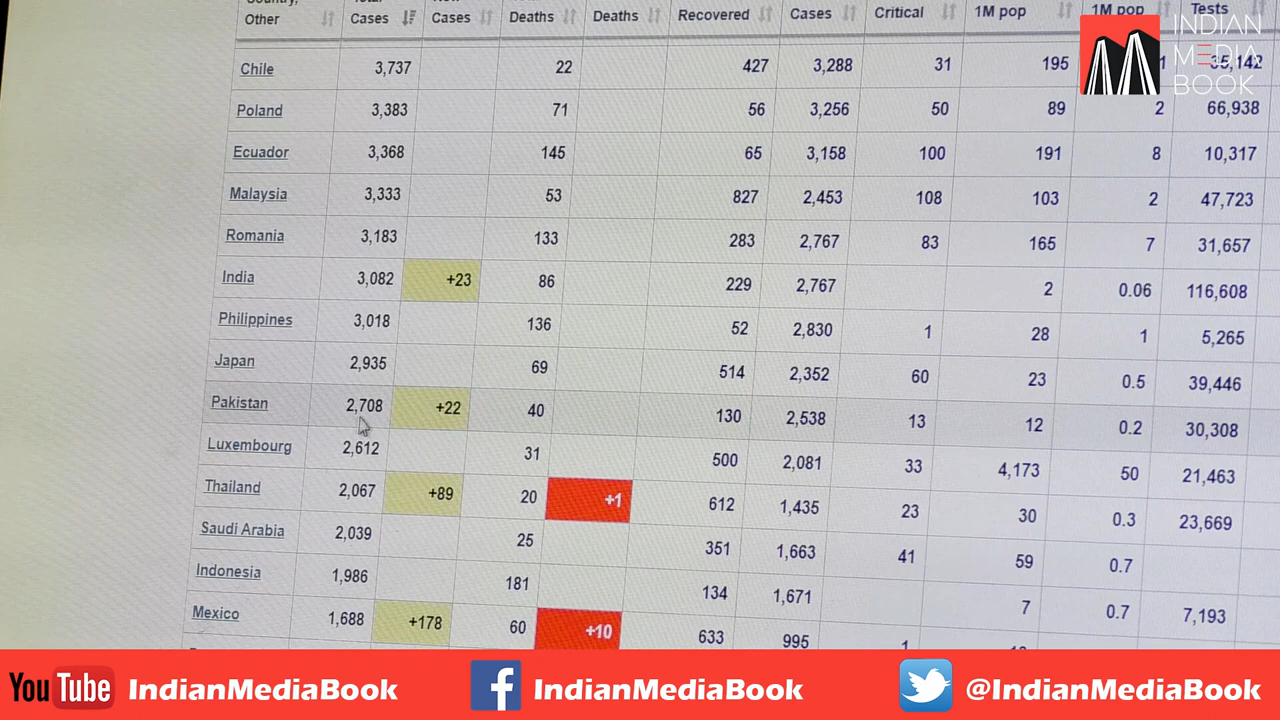 Country, Other Total Cases New Cases Deaths Deaths Recovered Cases Critical 1M pop 1M pop Tests
Chile 3,737 22 427 3,288 31 195 1 35,142
Poland 3,383 71 56 3,256 50 89 2 66,938
Ecuador 3,368 145 65 3,158 100 191 8 10,317
Malaysia 3,333 53 827 2,453 108 103 2 47,723
Romania 3,183 133 283 2,767 83 165 7 31,657
India 3,082 +23 86 229 2,767 2 0.06 116,608
Philippines 3,018 136 52 2,830 1 28 1 5,265
Japan 2,935 69 514 2,352 60 23 0.5 39,446
Pakistan 2,708 +22 40 130 2,538 13 12 0.2 30,308
Luxembourg 2,612 31 500 2,081 33 4,173 50 21,463
Thailand 2,067 +89 20 +1 612 1,435 23 30 0.3 23,669
Saudi Arabia 2,039 25 351 1,663 41 59 0.7
Indonesia 1,986 181 134 1,671 7 0.7 7,193
Mexico 1,688 +178 60 +10 633 995 1
INDIAN
MEDIA
BOOK
YouTube IndianMediaBook f IndianMediaBook @IndianMediaBook